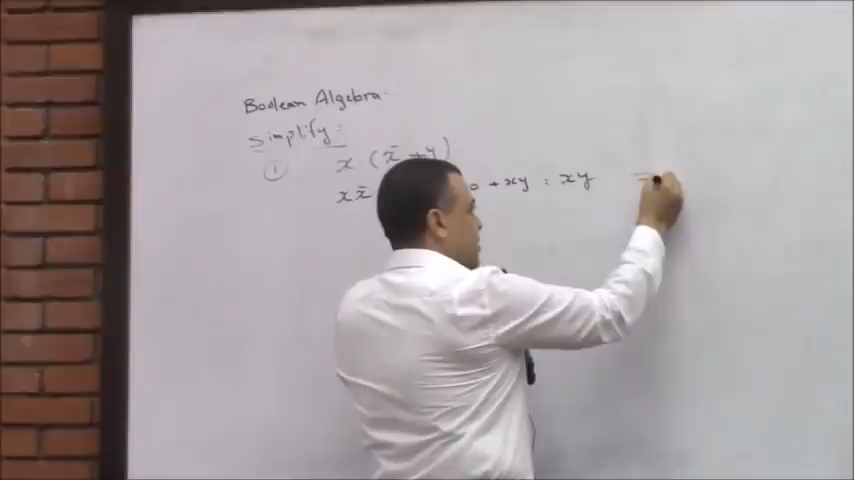 Boolean Algebra.
Simplify:
① x · (x̄ + y)
x x̄ o + xy = xy